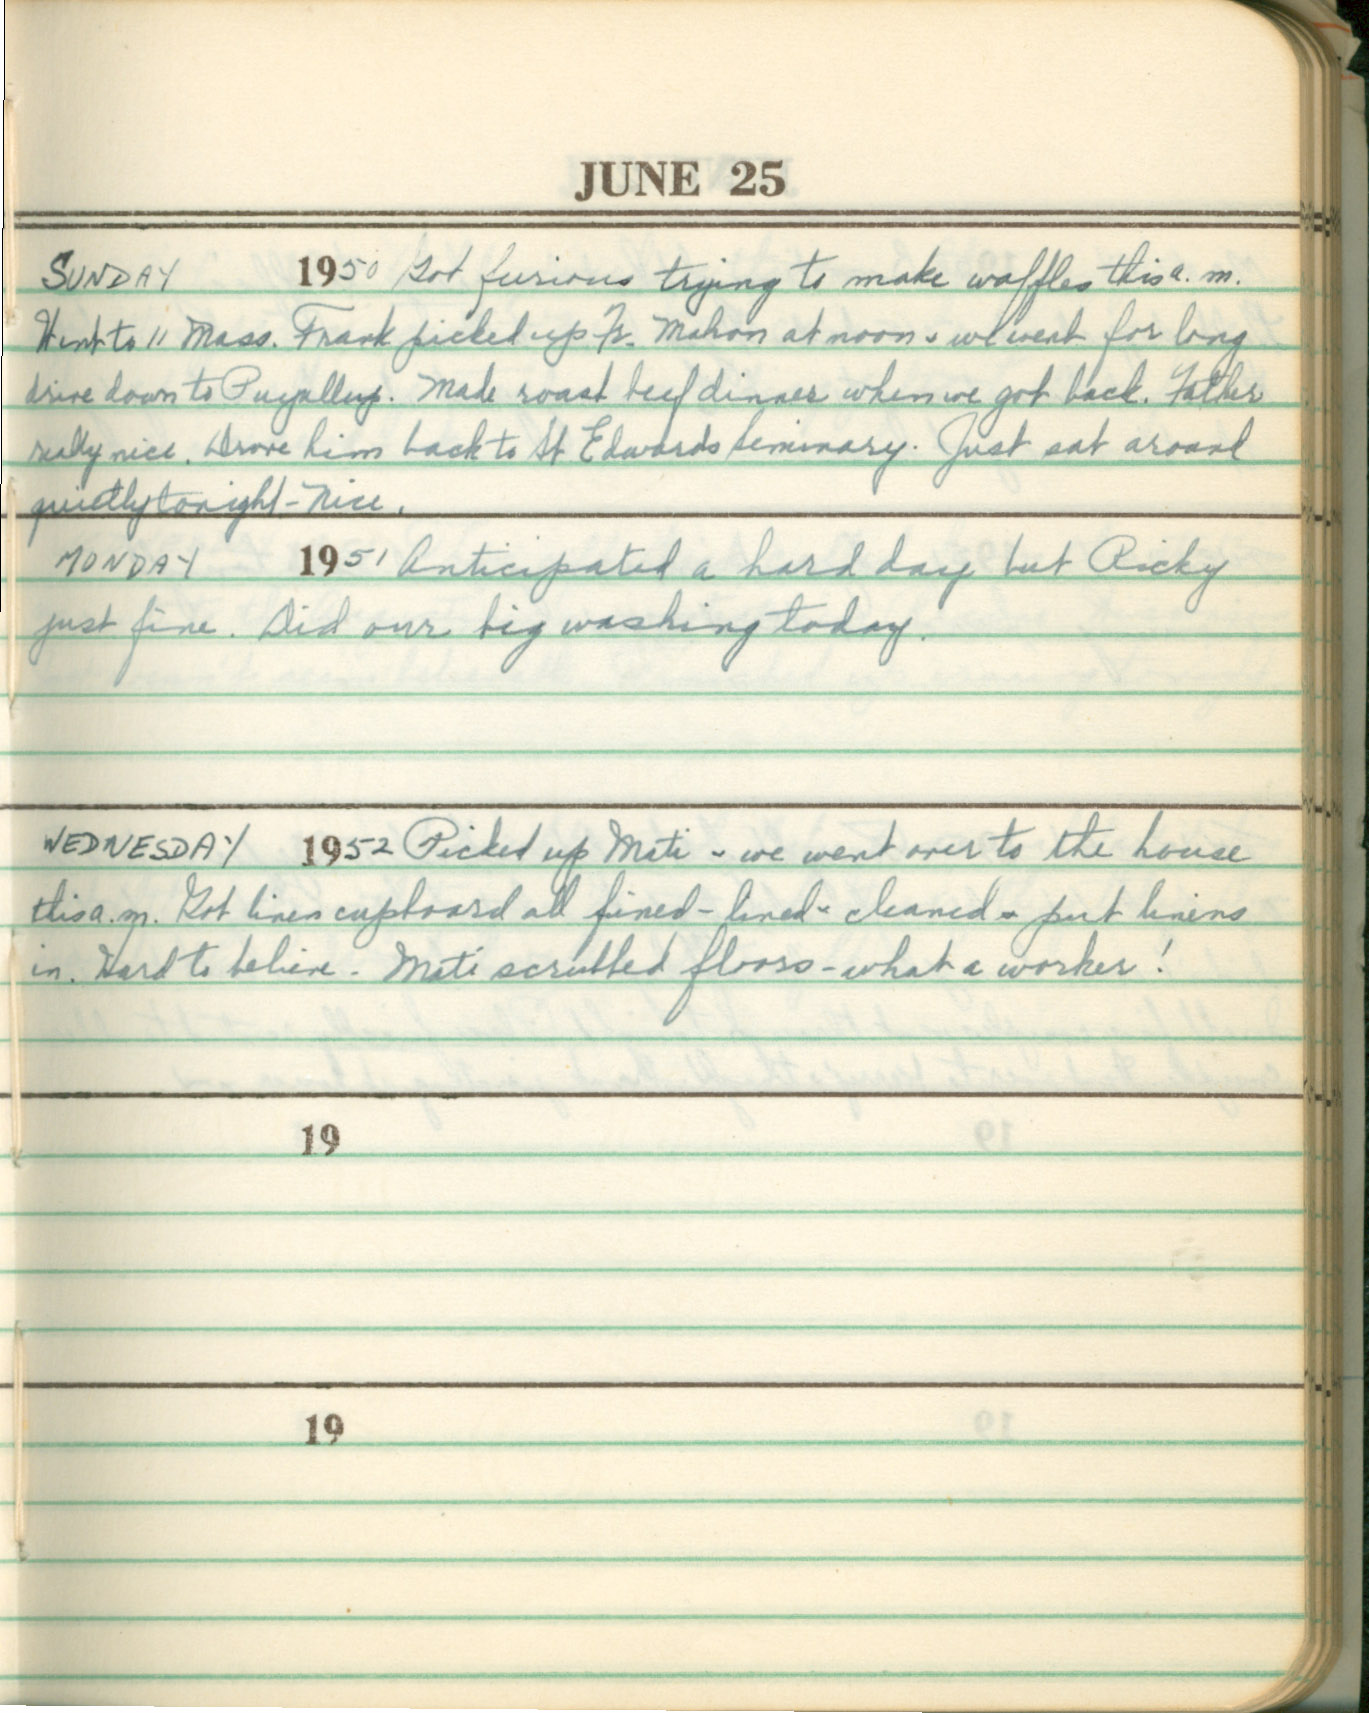 JUNE 25
SUNDAY 1950 Got furious trying to make waffles this a.m.
Went to 11 Mass. Frank picked up Fr. Mahon at noon & we went for long
drive down to Puyallup. Made roast beef dinner when we got back. Father
really nice. Drove him back to St Edwards Seminary. Just sat around
quietly tonight - nice.
MONDAY 1951 Anticipated a hard day but Ricky
just fine. Did our big washing today.
WEDNESDAY 1952 Picked up Mati & we went over to the house
this a.m. Got linen cupboard all fined - lined & cleaned & put linens
in. Hard to believe - Mati scrubbed floors - what a worker!
19
19